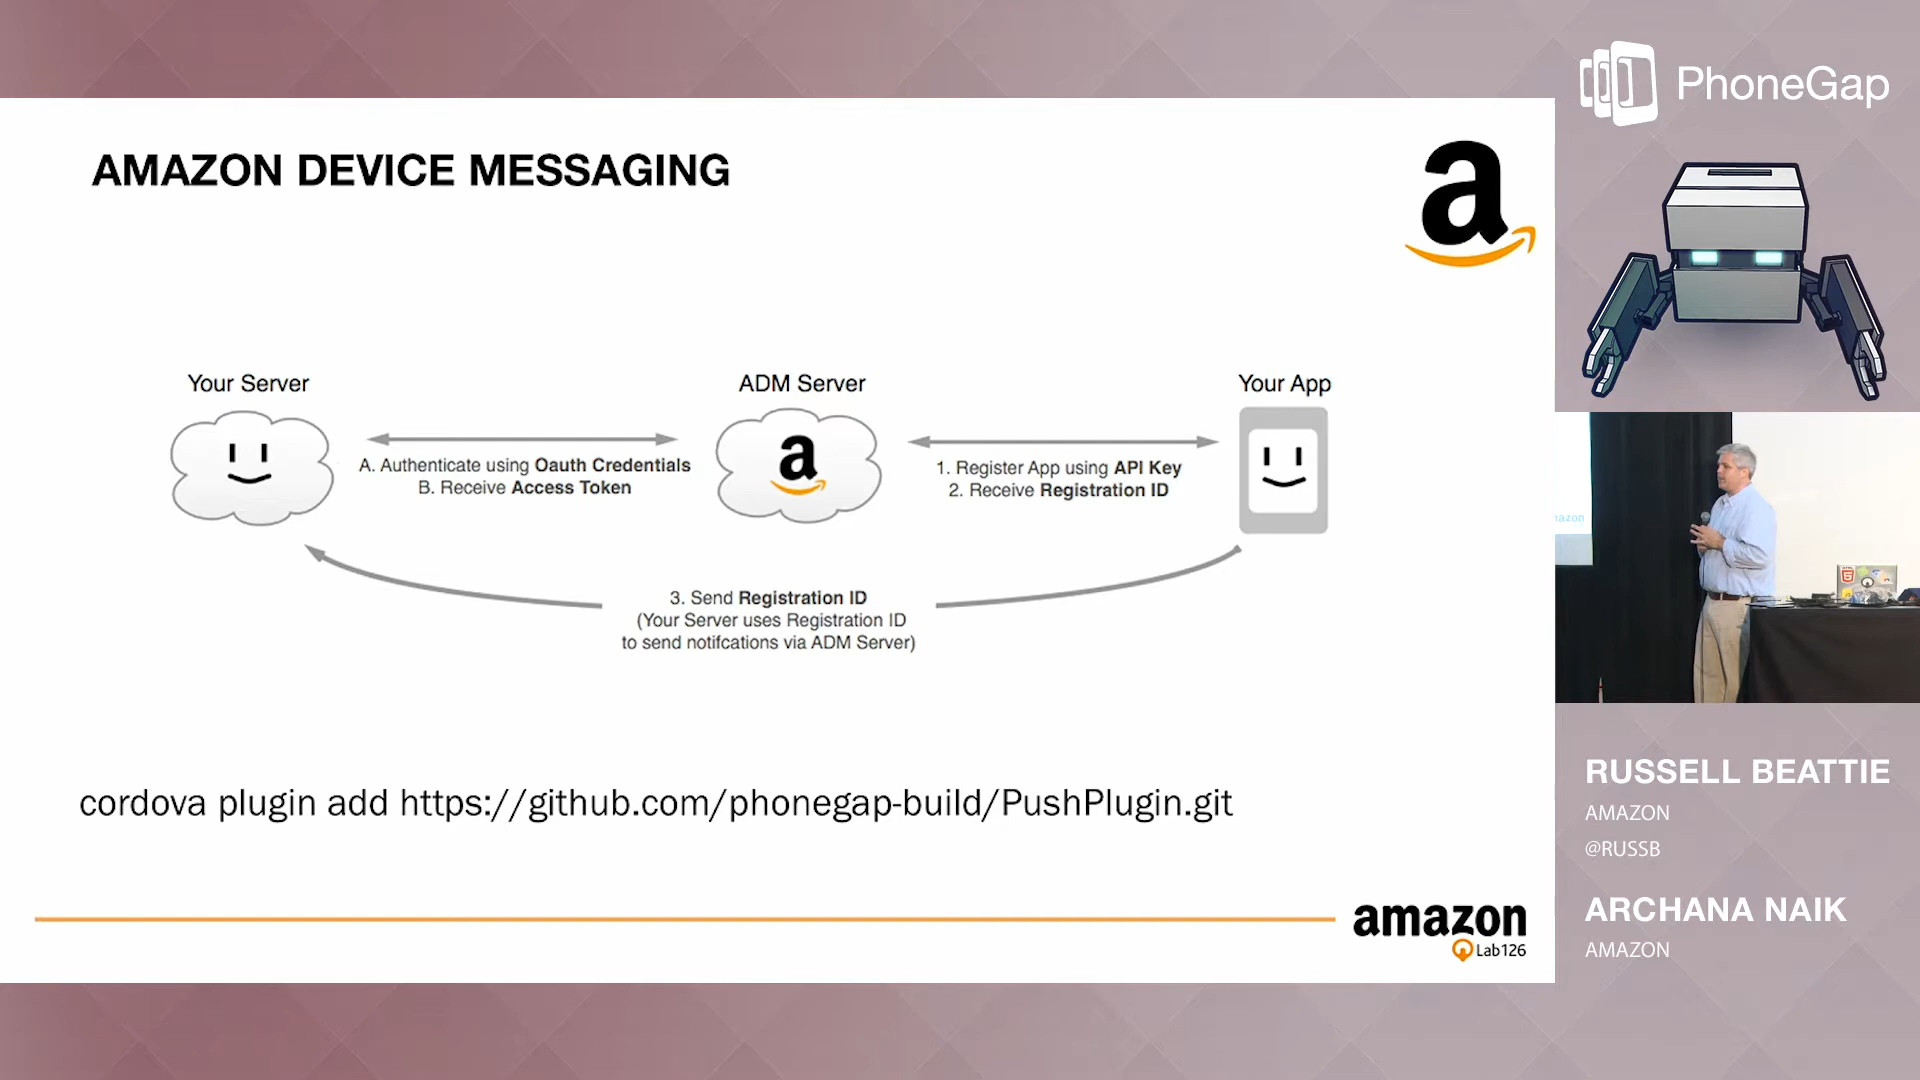 PhoneGap
AMAZON DEVICE MESSAGING
a
Your Server
ADM Server
Your App
a
A. Authenticate using Oauth Credentials
B. Receive Access Token
1. Register App using API Key
2. Receive Registration ID
3. Send Registration ID
(Your Server uses Registration ID
to send notifcations via ADM Server)
cordova plugin add https://github.com/phonegap-build/PushPlugin.git
amazon
Lab126
RUSSELL BEATTIE
AMAZON
@RUSSB
ARCHANA NAIK
AMAZON